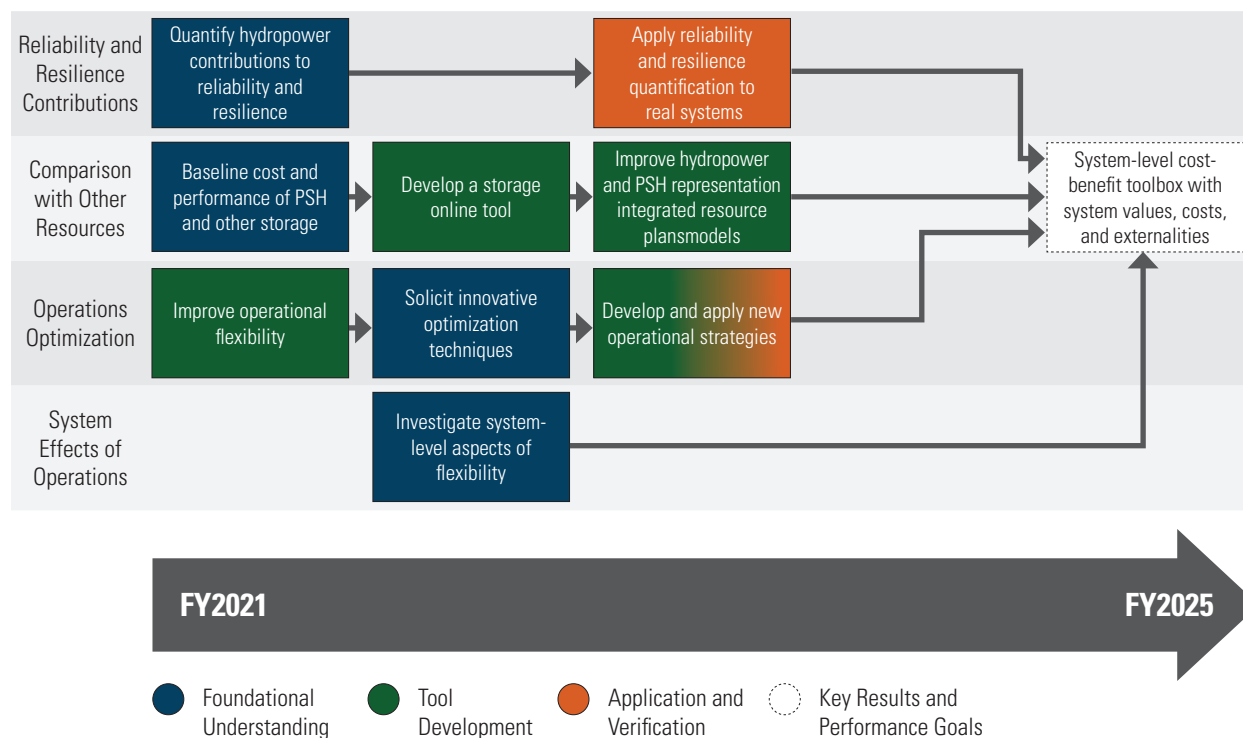 Reliability and
Resilience
Contributions
Quantify hydropower
contributions to
reliability and
resilience
Apply reliability
and resilience
quantification to
real systems
Comparison
with Other
Resources
Baseline cost and
performance of PSH
and other storage
Develop a storage
online tool
Improve hydropower
and PSH representation
integrated resource
plansmodels
System-level cost-
benefit toolbox with
system values, costs,
and externalities
Operations
Optimization
Improve operational
flexibility
Solicit innovative
optimization
techniques
Develop and apply new
operational strategies
System
Effects of
Operations
Investigate system-
level aspects of
flexibility
FY2021
FY2025
Foundational
Understanding
Tool
Development
Application and
Verification
Key Results and
Performance Goals